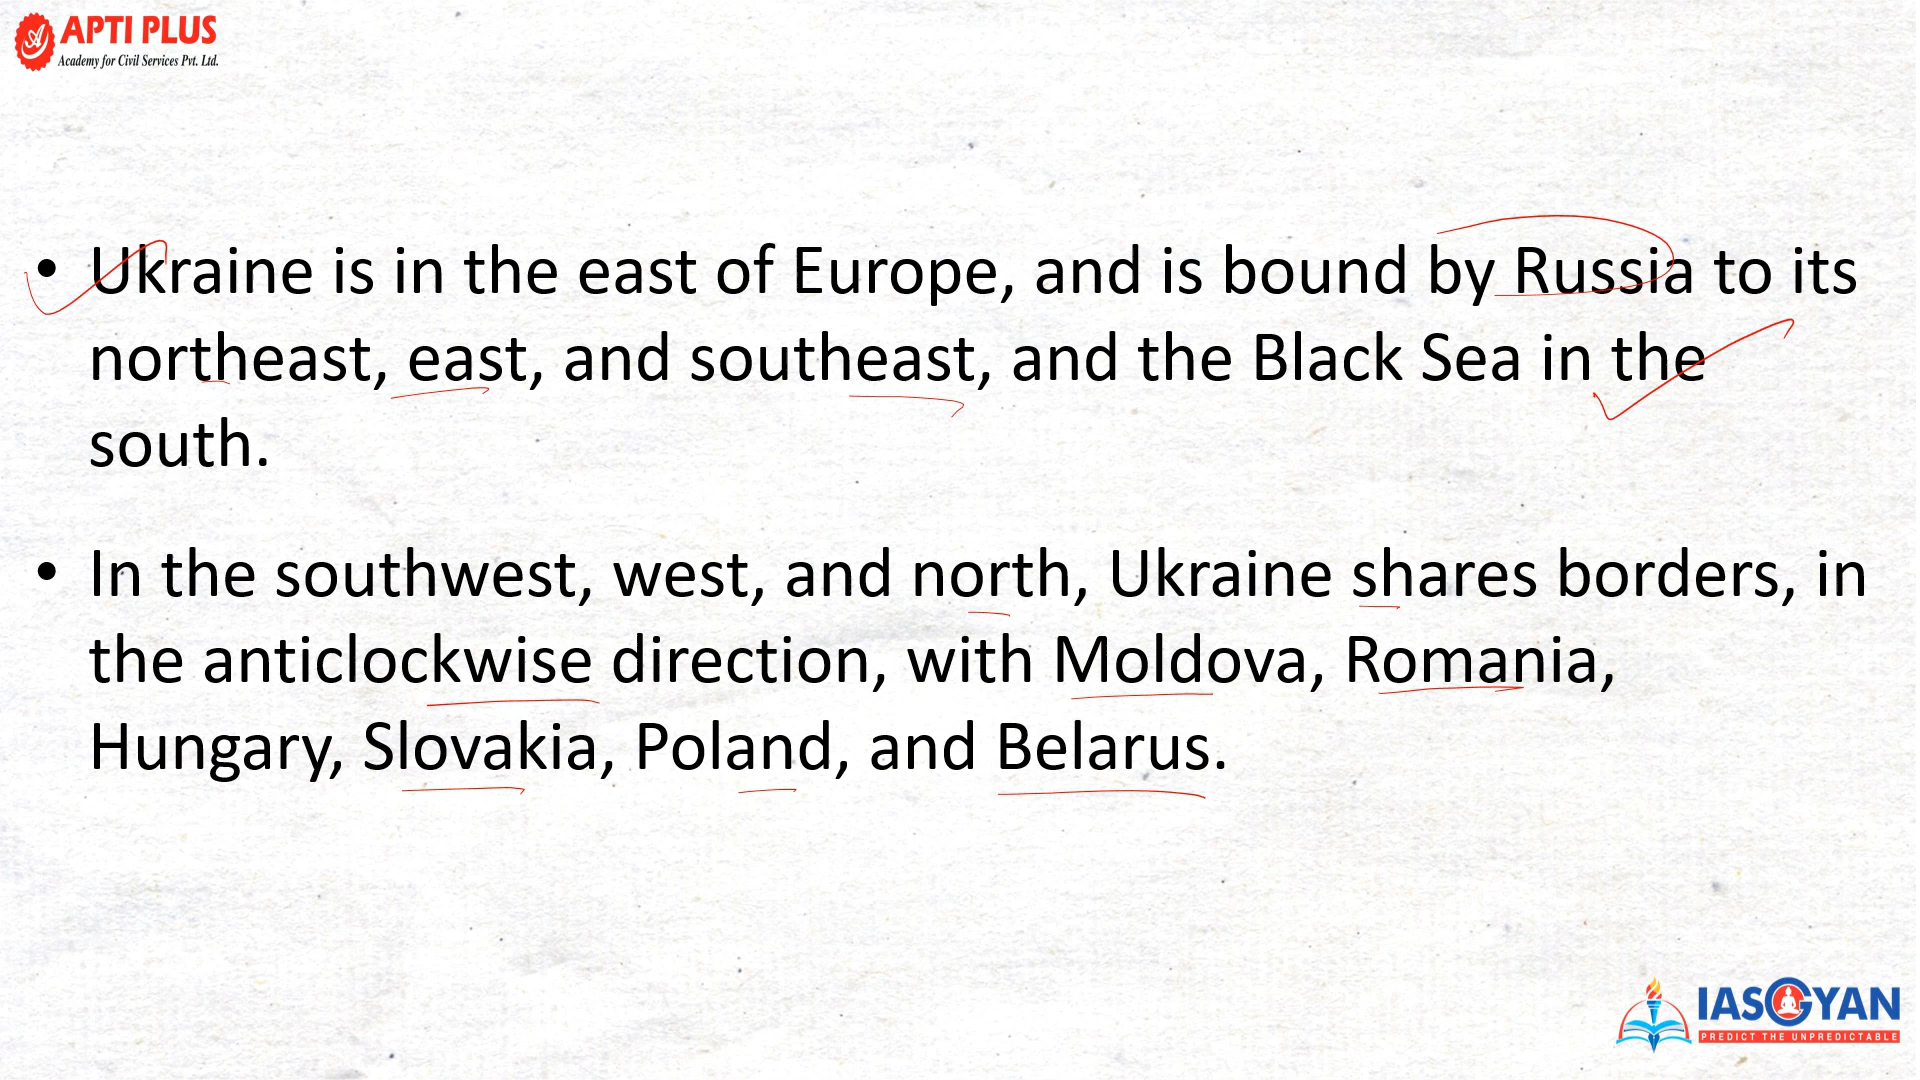 APTI PLUS
Academy for Civil Services Pvt. Ltd.
• Ukraine is in the east of Europe, and is bound by Russia to its
northeast, east, and southeast, and the Black Sea in the
south.
• In the southwest, west, and north, Ukraine shares borders, in
the anticlockwise direction, with Moldova, Romania,
Hungary, Slovakia, Poland, and Belarus.
IASGYAN
PREDICT THE UNPREDICTABLE